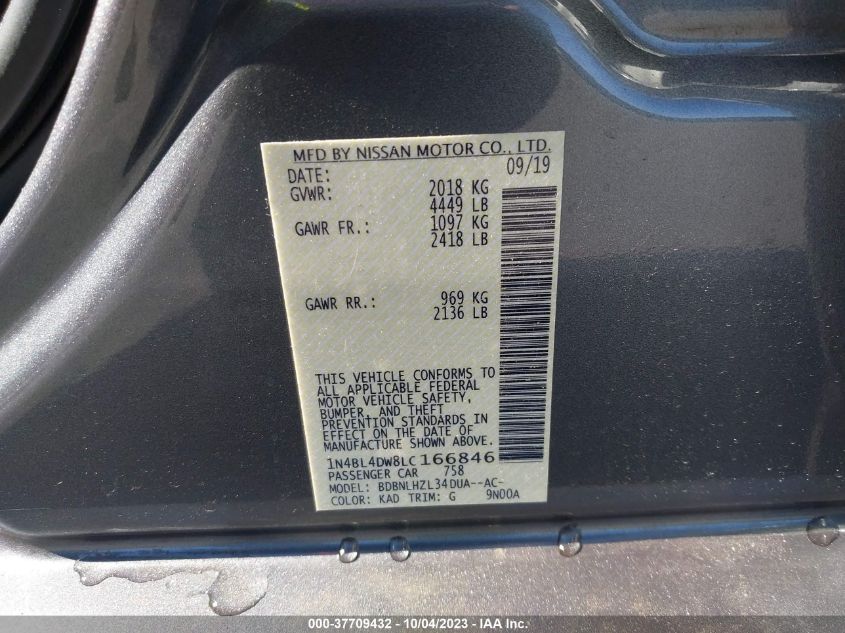 MFD BY NISSAN MOTOR CO., LTD.
DATE: 09/19
GVWR: 2018 KG
4449 LB
GAWR FR.: 1097 KG
2418 LB
GAWR RR.: 969 KG
2136 LB
THIS VEHICLE CONFORMS TO
ALL APPLICABLE FEDERAL
MOTOR VEHICLE SAFETY,
BUMPER, AND THEFT
PREVENTION STANDARDS IN
EFFECT ON THE DATE OF
MANUFACTURE SHOWN ABOVE.
1N4BL4DW8LC166846
PASSENGER CAR 758
MODEL: BDBNLHZL34DUA--AC-
COLOR: KAD TRIM: G 9N00A
000-37709432 - 10/04/2023 - IAA Inc.